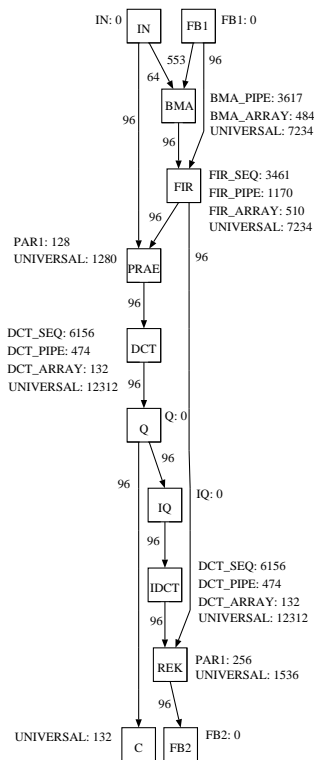 IN: 0
IN
FB1
FB1: 0
553
96
64
BMA
BMA_PIPE: 3617
BMA_ARRAY: 484
UNIVERSAL: 7234
96
96
FIR
FIR_SEQ: 3461
FIR_PIPE: 1170
FIR_ARRAY: 510
UNIVERSAL: 7234
96
PAR1: 128
UNIVERSAL: 1280
PRAE
96
96
DCT_SEQ: 6156
DCT_PIPE: 474
DCT_ARRAY: 132
UNIVERSAL: 12312
DCT
96
Q
Q: 0
96
96
IQ
IQ: 0
96
IDCT
DCT_SEQ: 6156
DCT_PIPE: 474
DCT_ARRAY: 132
UNIVERSAL: 12312
96
REK
PAR1: 256
UNIVERSAL: 1536
96
UNIVERSAL: 132
C
FB2
FB2: 0